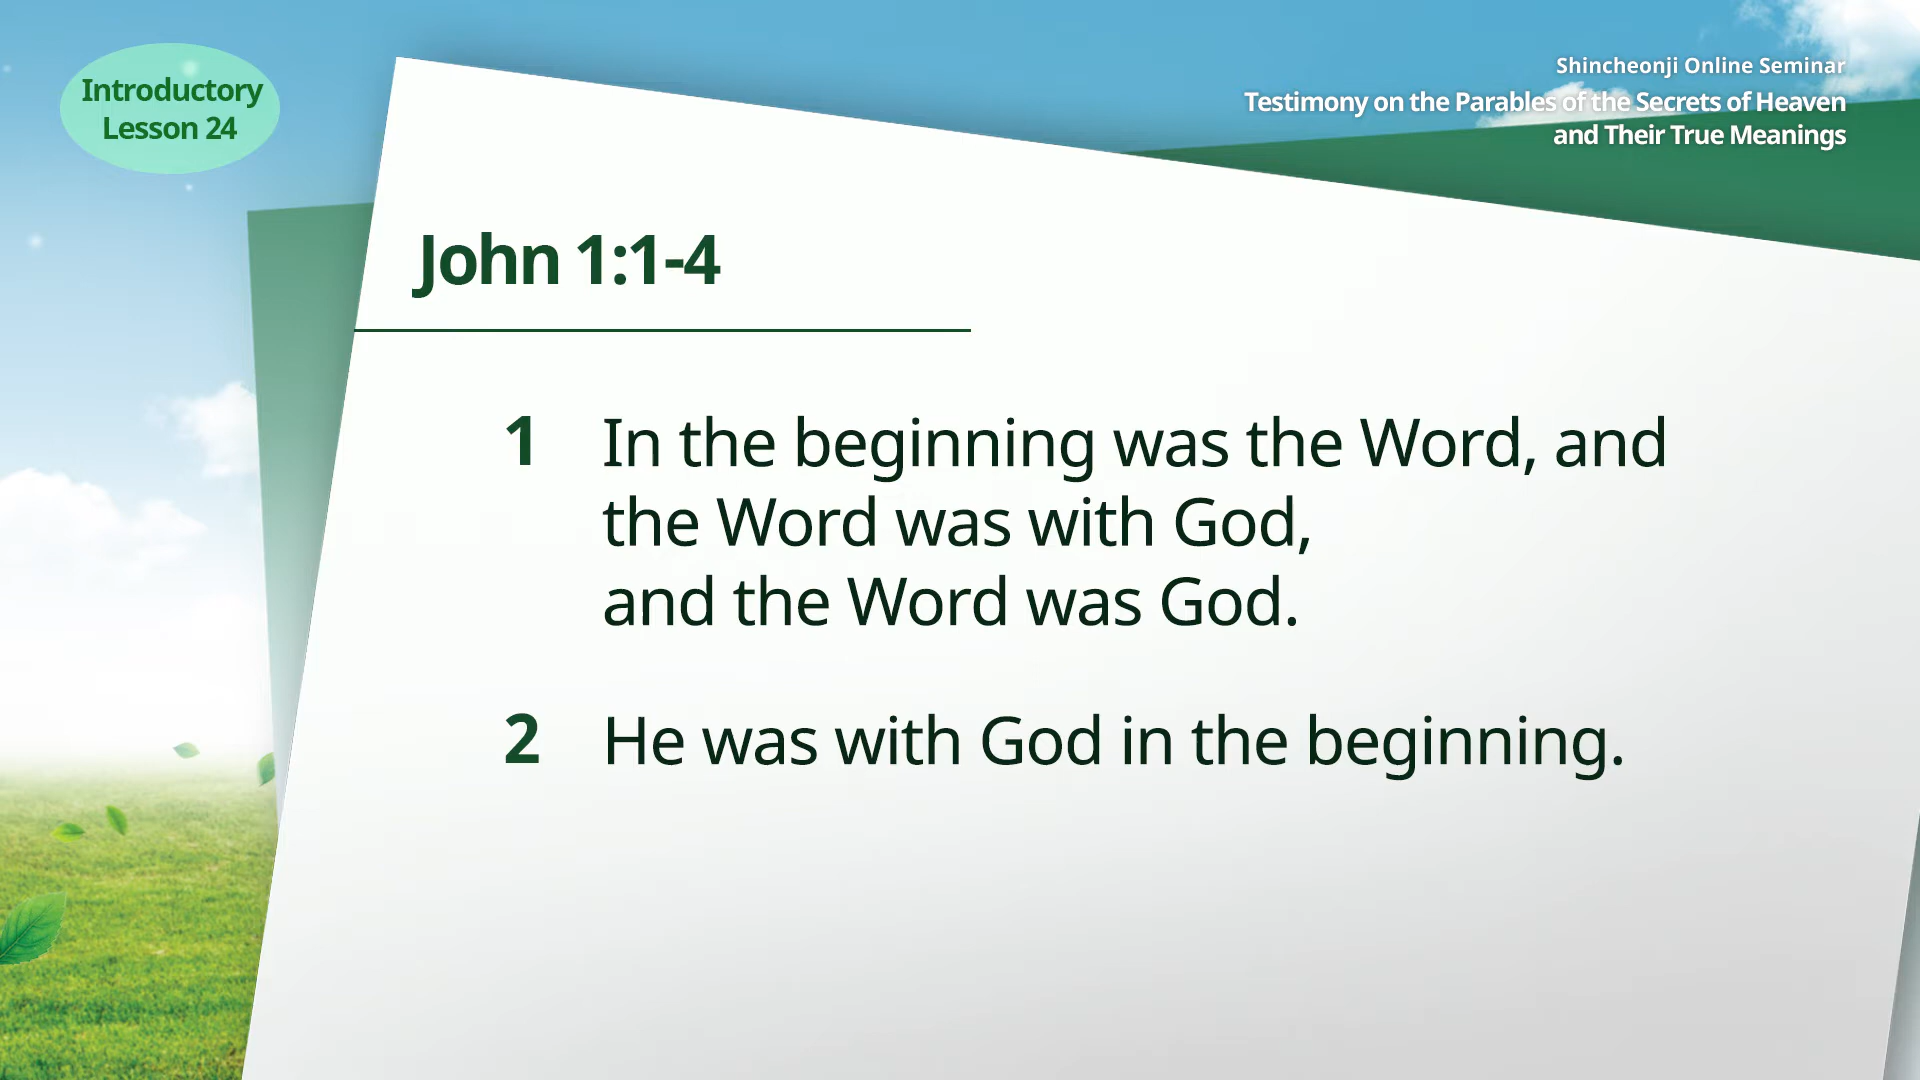 Introductory
Lesson 24
Shincheonji Online Seminar
Testimony on the Parables of the Secrets of Heaven
and Their True Meanings
John 1:1-4
1 In the beginning was the Word, and
the Word was with God,
and the Word was God.
2 He was with God in the beginning.